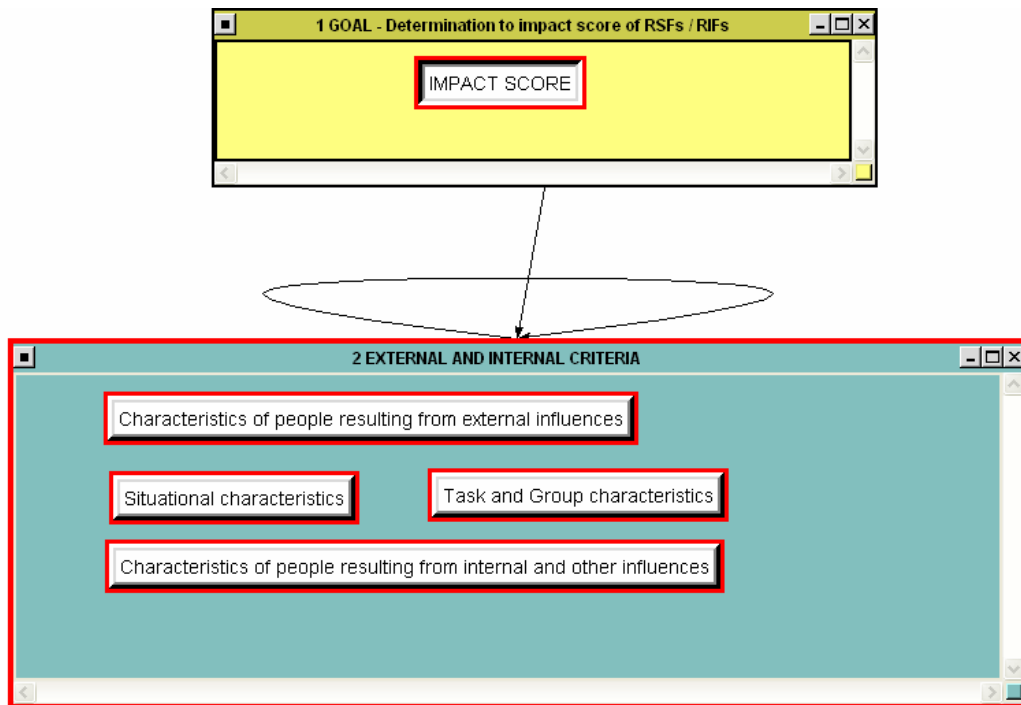 1 GOAL - Determination to impact score of RSFs / RIFs
IMPACT SCORE
2 EXTERNAL AND INTERNAL CRITERIA
Characteristics of people resulting from external influences
Situational characteristics
Task and Group characteristics
Characteristics of people resulting from internal and other influences